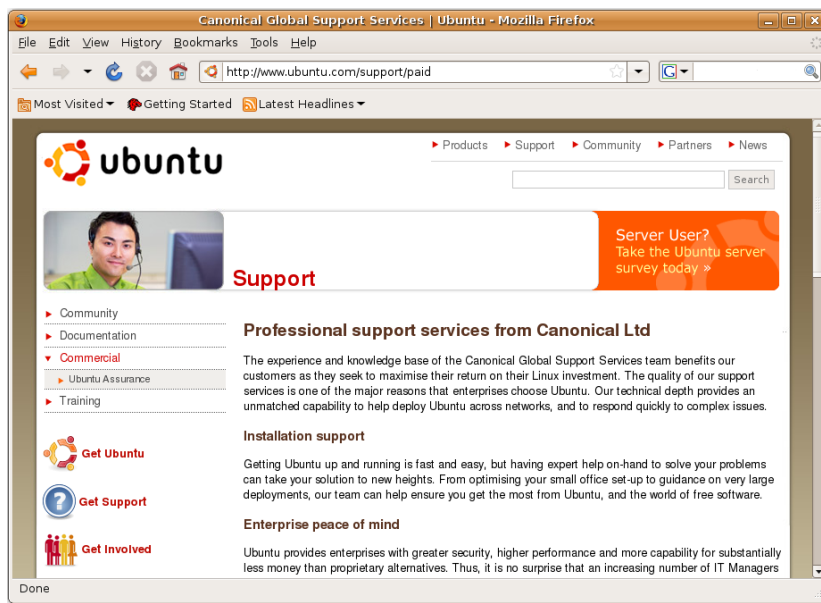 Canonical Global Support Services | Ubuntu - Mozilla Firefox
File Edit View History Bookmarks Tools Help
http://www.ubuntu.com/support/paid
G
Most Visited Getting Started Latest Headlines
ubuntu
Products Support Community Partners News
Search
Support
Server User?
Take the Ubuntu server
survey today »
Community
Documentation
Commercial
Ubuntu Assurance
Training
Get Ubuntu
Get Support
Get Involved
Professional support services from Canonical Ltd
The experience and knowledge base of the Canonical Global Support Services team benefits our
customers as they seek to maximise their return on their Linux investment. The quality of our support
services is one of the major reasons that enterprises choose Ubuntu. Our technical depth provides an
unmatched capability to help deploy Ubuntu across networks, and to respond quickly to complex issues.
Installation support
Getting Ubuntu up and running is fast and easy, but having expert help on-hand to solve your problems
can take your solution to new heights. From optimising your small office set-up to guidance on very large
deployments, our team can help ensure you get the most from Ubuntu, and the world of free software.
Enterprise peace of mind
Ubuntu provides enterprises with greater security, higher performance and more capability for substantially
less money than proprietary alternatives. Thus, it is no surprise that an increasing number of IT Managers
Done